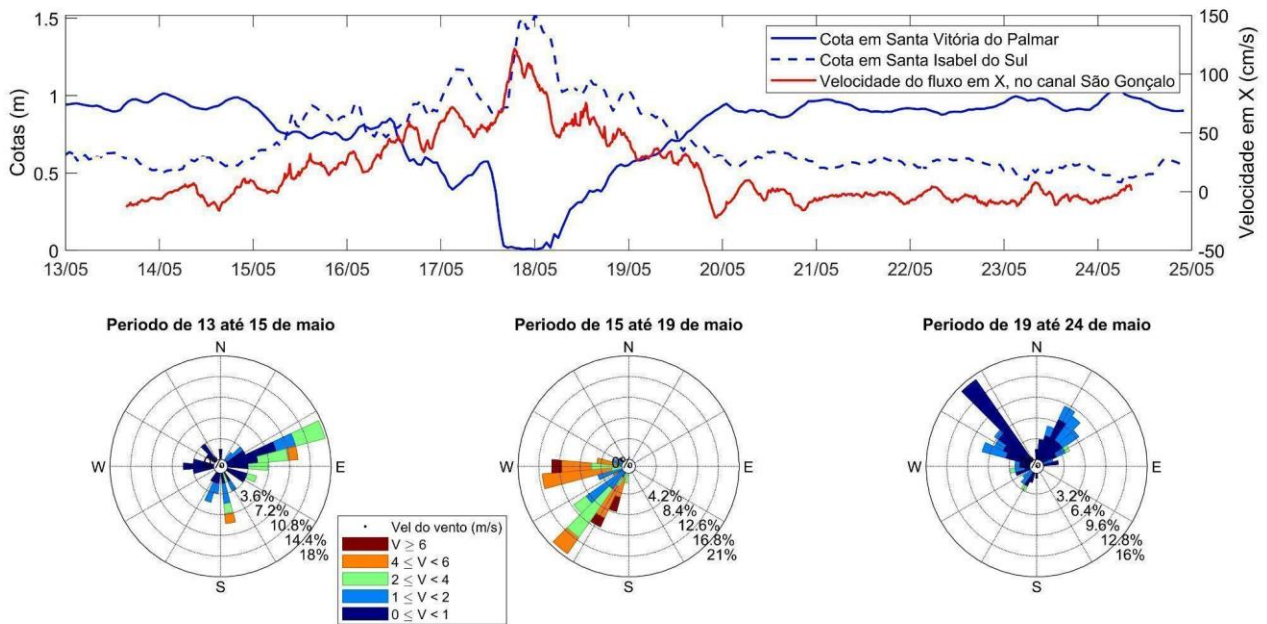 1.5
1
0.5
0
Cotas (m)
150
100
50
0
-50
Velocidade em X (cm/s)
Cota em Santa Vitória do Palmar
Cota em Santa Isabel do Sul
Velocidade do fluxo em X, no canal São Gonçalo
13/05 14/05 15/05 16/05 17/05 18/05 19/05 20/05 21/05 22/05 23/05 24/05 25/05
Periodo de 13 até 15 de maio
N
W
E
S
3.6%
7.2%
10.8%
14.4%
18%
Vel do vento (m/s)
V ≥ 6
4 ≤ V < 6
2 ≤ V < 4
1 ≤ V < 2
0 ≤ V < 1
Periodo de 15 até 19 de maio
N
W
0%
E
S
4.2%
8.4%
12.6%
16.8%
21%
Periodo de 19 até 24 de maio
N
W
E
S
3.2%
6.4%
9.6%
12.8%
16%